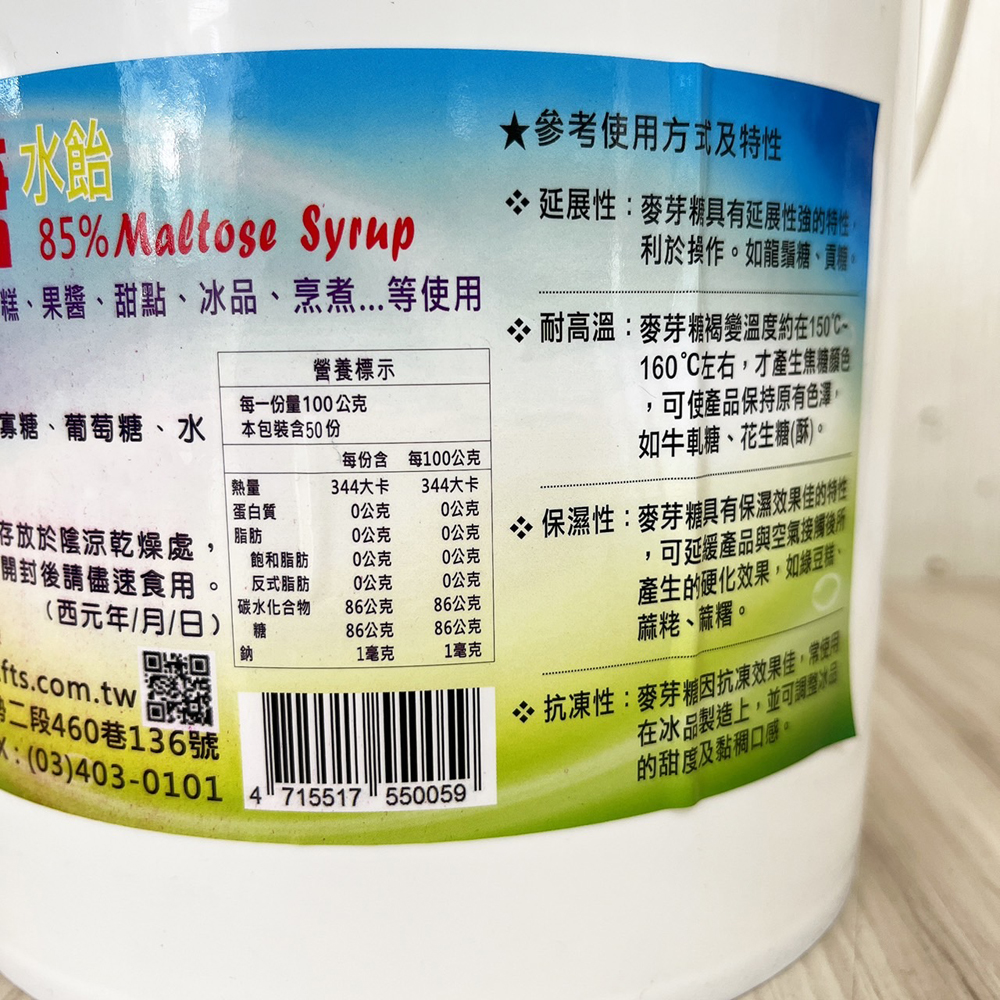 水飴
85% Maltose Syrup
糕、果醬、甜點、冰品、烹煮...等使用
寡糖、葡萄糖、水
存放於陰涼乾燥處，
開封後請儘速食用。
（西元年/月/日）
fts.com.tw
二段460巷136號
:(03)403-0101
營養標示
每一份量100公克
本包裝含50份
每份含 每100公克
熱量 344大卡 344大卡
蛋白質 0公克 0公克
脂肪 0公克 0公克
飽和脂肪 0公克 0公克
反式脂肪 0公克 0公克
碳水化合物 86公克 86公克
糖 86公克 86公克
鈉 1毫克 1毫克
4 715517 550059
★參考使用方式及特性
❖ 延展性：麥芽糖具有延展性強的特性，
利於操作。如龍鬚糖、貢糖。
❖ 耐高溫：麥芽糖褐變溫度約在150℃~
160℃左右，才產生焦糖顏色
，可使產品保持原有色澤，
如牛軋糖、花生糖(酥)。
❖ 保濕性：麥芽糖具有保濕效果佳的特性
，可延緩產品與空氣接觸後所
產生的硬化效果，如綠豆糕、
蔴粩、蔴糬。
❖ 抗凍性：麥芽糖因抗凍效果佳，常使用
在冰品製造上，並可調整冰品
的甜度及黏稠口感。